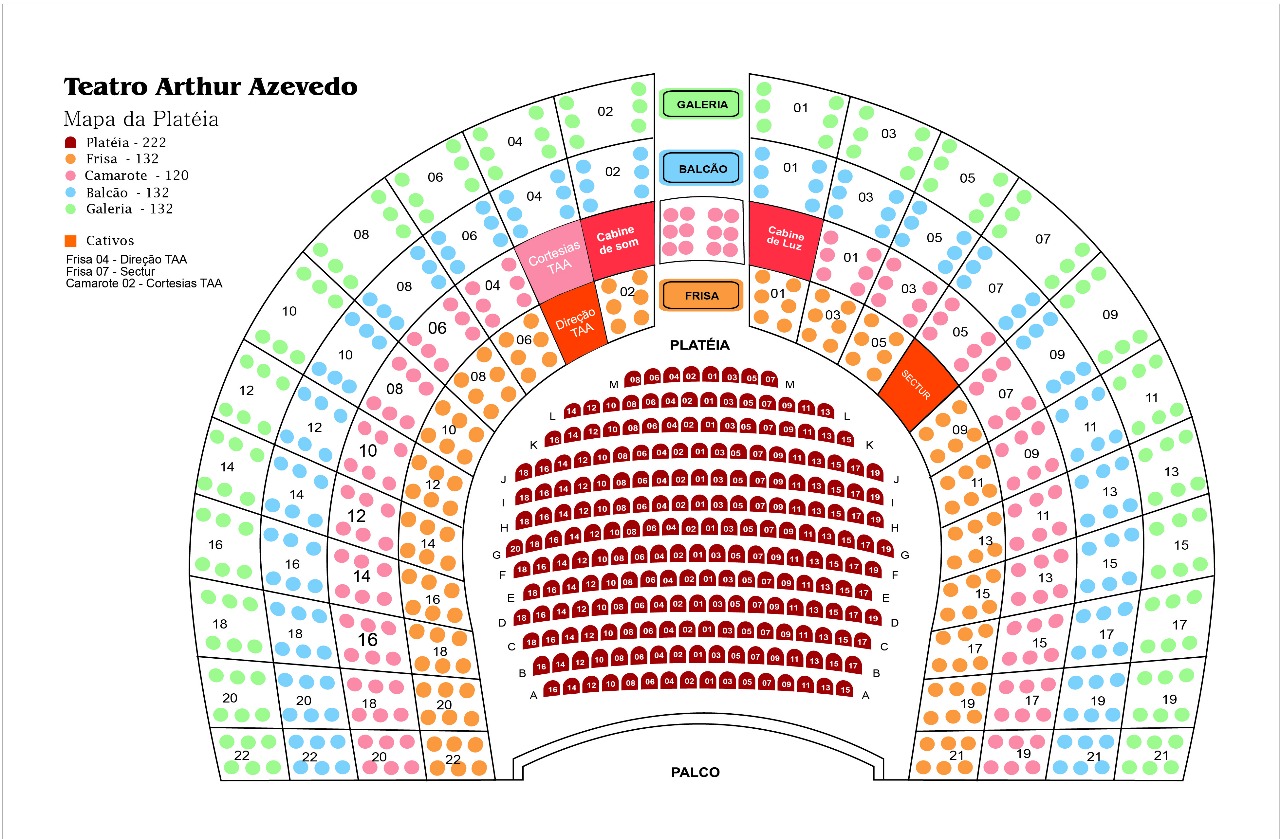 Teatro Arthur Azevedo
Mapa da Platéia
Platéia - 222
Frisa - 132
Camarote - 120
Balcão - 132
Galeria - 132
Cativos
Frisa 04 - Direção TAA
Frisa 07 - Sectur
Camarote 02 - Cortesias TAA
GALERIA
02 04 06 08 10 12 14 16 18 20 22
01 03 05 07 09 11 13 15 17 19 21
BALCÃO
02 04 06 08 10 12 14 16 18 20 22
01 03 05 07 09 11 13 15 17 19 21
Cabine
de som
Cortesias
TAA
04 06 08 10 12 14 16 18 20
Cabine
de Luz
01 03 05 07 09 11 13 15 17 19
FRISA
02
Direção
TAA
06 08 10 12 14 16 18 20 22
01 03 05
SECTUR
09 11 13 15 17 19 21
PLATÉIA
M 08 06 04 02 01 03 05 07 M
L 14 12 10 08 06 04 02 01 03 05 07 09 11 13 L
K 16 14 12 10 08 06 04 02 01 03 05 07 09 11 13 15 K
J 18 16 14 12 10 08 06 04 02 01 03 05 07 09 11 13 15 17 19 J
I 18 16 14 12 10 08 06 04 02 01 03 05 07 09 11 13 15 17 19 I
H 18 16 14 12 10 08 06 04 02 01 03 05 07 09 11 13 15 17 19 H
G 20 18 16 14 12 10 08 06 04 02 01 03 05 07 09 11 13 15 17 19 G
F 18 16 14 12 10 08 06 04 02 01 03 05 07 09 11 13 15 17 19 F
E 18 16 14 12 10 08 06 04 02 01 03 05 07 09 11 13 15 17 E
D 18 16 14 12 10 08 06 04 02 01 03 05 07 09 11 13 15 17 19 D
C 18 16 14 12 10 08 06 04 02 01 03 05 07 09 11 13 15 17 C
B 16 14 12 10 08 06 04 02 01 03 05 07 09 11 13 15 17 B
A 16 14 12 10 08 06 04 02 01 03 05 07 09 11 13 15 A
PALCO